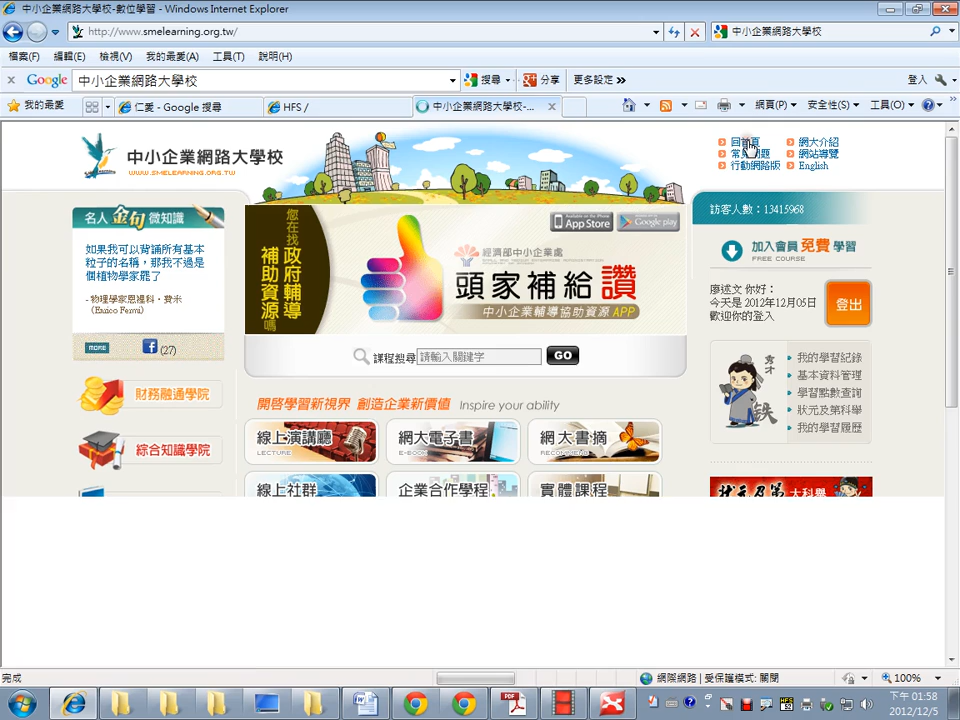 中小企業網路大學校-數位學習 - Windows Internet Explorer
http://www.smelearning.org.tw/
中小企業網路大學校
檔案(F) 編輯(E) 檢視(V) 我的最愛(A) 工具(T) 說明(H)
Google 中小企業網路大學校 搜尋 分享 更多設定 » 登入
我的最愛 仁愛 - Google 搜尋 HFS / 中小企業網路大學校-... 網頁(P) 安全性(S) 工具(O)
中小企業網路大學校
WWW.SMELEARNING.ORG.TW
回首頁 網大介紹
常見問題 網站導覽
行動網路版 English
名人金句微知識
如果我可以背誦所有基本
粒子的名稱，那我不過是
個植物學家罷了
- 物理學家恩裡科‧費米
(Enrico Fermi)
MORE (27)
財務融通學院
綜合知識學院
您在找
政府輔導
補助資源嗎
Available on the iPhone
App Store
Google play
經濟部中小企業處
頭家補給讚
中小企業輔導協助資源 APP
課程搜尋 請輸入關鍵字 GO
開啓學習新視界 創造企業新價值 Inspire your ability
線上演講廳
LECTURE
網大電子書
E-BOOK
網大書摘
RECOMMEND
線上社群
企業合作學程
實體課程
訪客人數：13415968
加入會員 免費 學習
FREE COURSE
廖述文 你好：
今天是 2012年12月05日
歡迎你的登入
登出
秀才
鐵
我的學習紀錄
基本資料管理
學習點數查詢
狀元及第科舉
我的學習履歷
狀元及第 大科舉
完成
網際網路 | 受保護模式: 關閉
100%
下午 01:58
2012/12/5